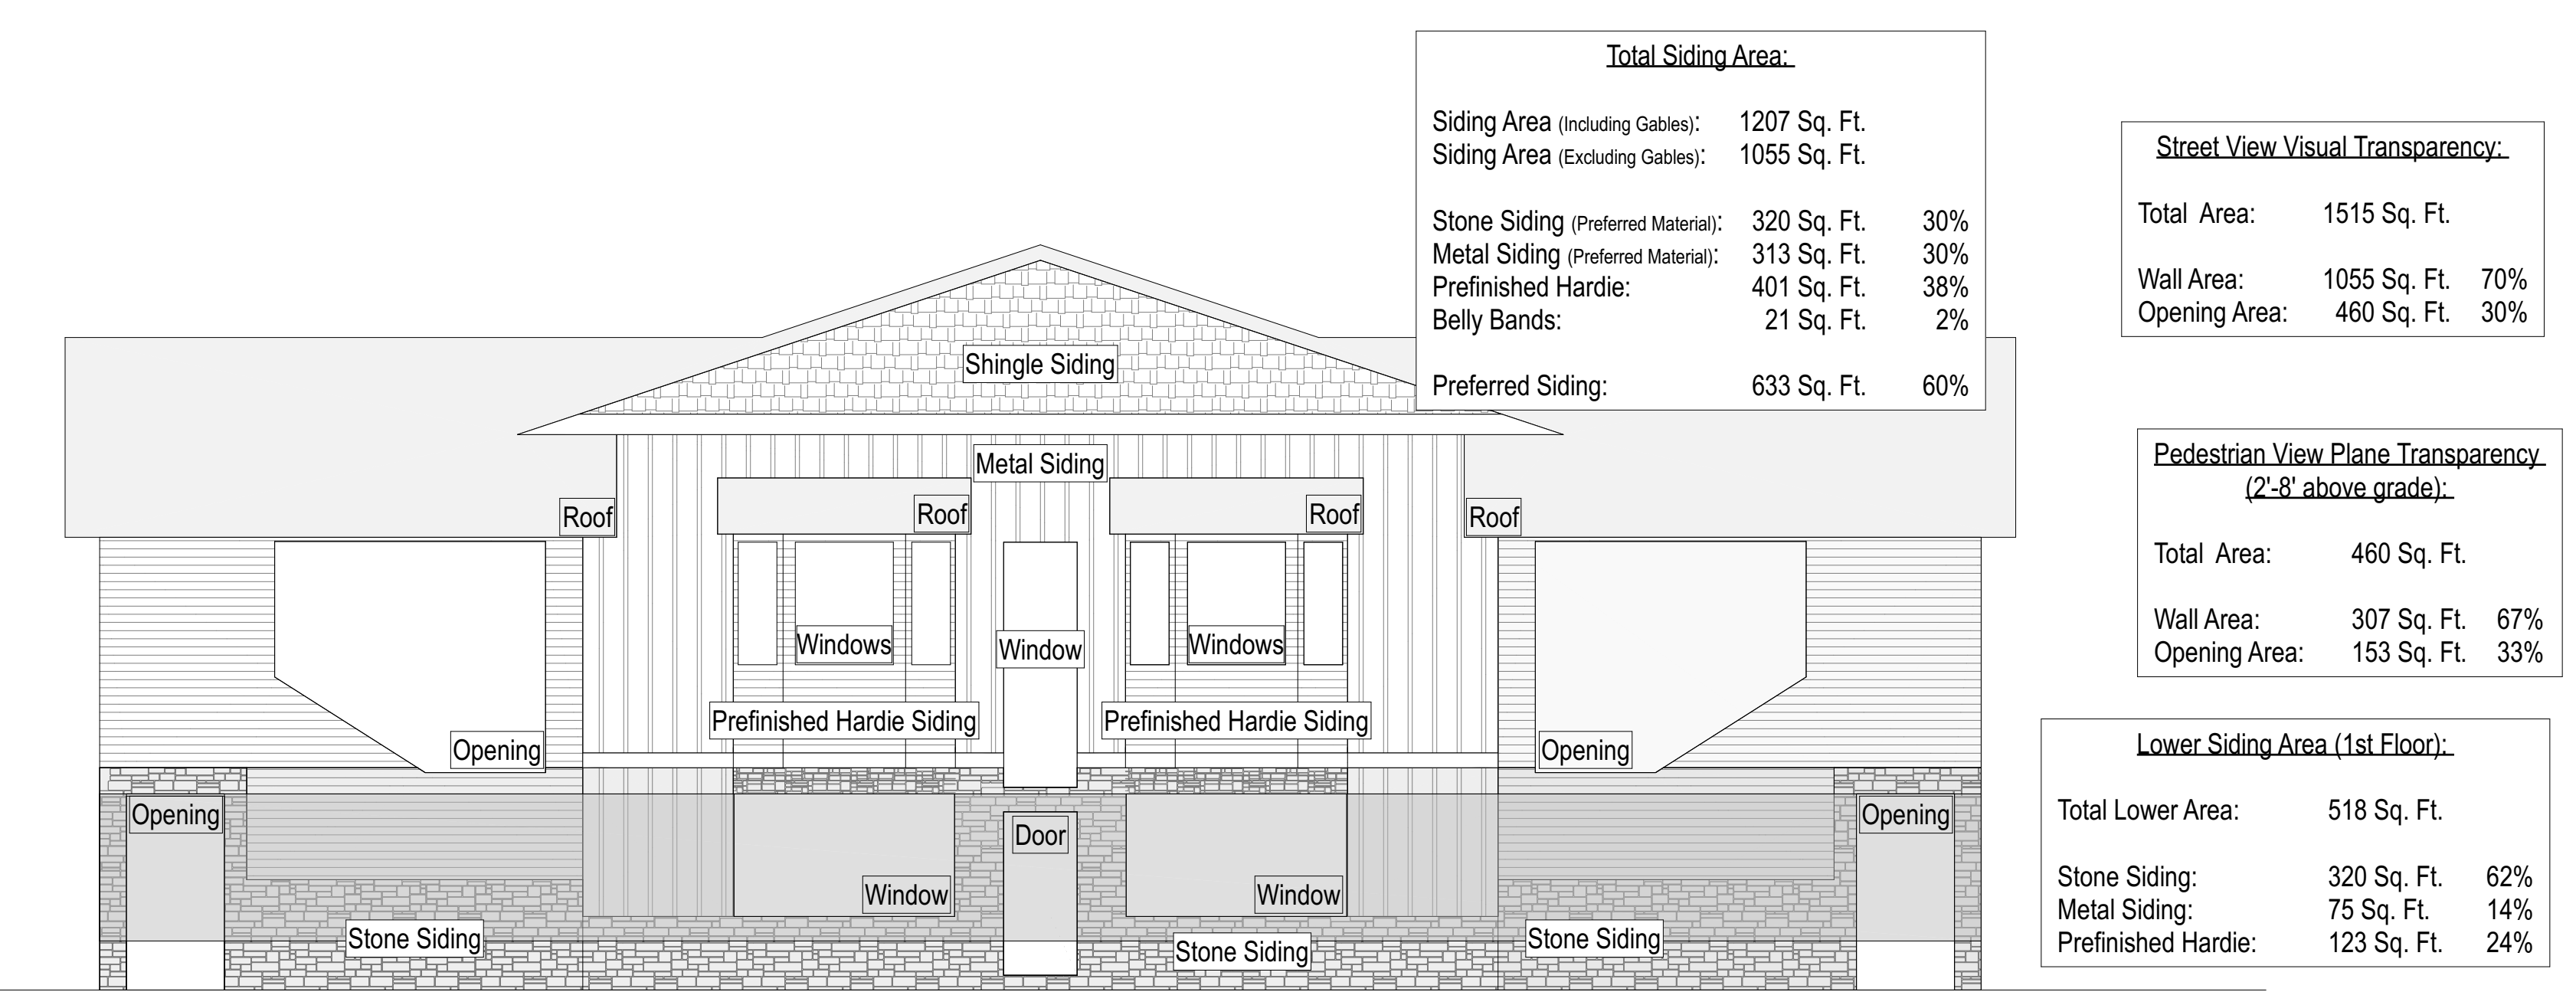 Total Siding Area:
Siding Area (Including Gables): 1207 Sq. Ft.
Siding Area (Excluding Gables): 1055 Sq. Ft.
Stone Siding (Preferred Material): 320 Sq. Ft. 30%
Metal Siding (Preferred Material): 313 Sq. Ft. 30%
Prefinished Hardie: 401 Sq. Ft. 38%
Belly Bands: 21 Sq. Ft. 2%
Preferred Siding: 633 Sq. Ft. 60%
Street View Visual Transparency:
Total Area: 1515 Sq. Ft.
Wall Area: 1055 Sq. Ft. 70%
Opening Area: 460 Sq. Ft. 30%
Pedestrian View Plane Transparency
(2'-8' above grade):
Total Area: 460 Sq. Ft.
Wall Area: 307 Sq. Ft. 67%
Opening Area: 153 Sq. Ft. 33%
Lower Siding Area (1st Floor):
Total Lower Area: 518 Sq. Ft.
Stone Siding: 320 Sq. Ft. 62%
Metal Siding: 75 Sq. Ft. 14%
Prefinished Hardie: 123 Sq. Ft. 24%
Shingle Siding
Metal Siding
Roof
Roof
Roof
Roof
Windows
Window
Windows
Prefinished Hardie Siding
Prefinished Hardie Siding
Opening
Opening
Opening
Door
Opening
Window
Window
Stone Siding
Stone Siding
Stone Siding